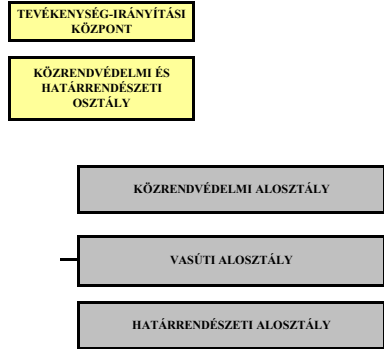 TEVÉKENYSÉG-IRÁNYÍTÁSI
KÖZPONT
KÖZRENDVÉDELMI ÉS
HATÁRRENDÉSZETI
OSZTÁLY
KÖZRENDVÉDELMI ALOSZTÁLY
VASÚTI ALOSZTÁLY
HATÁRRENDÉSZETI ALOSZTÁLY